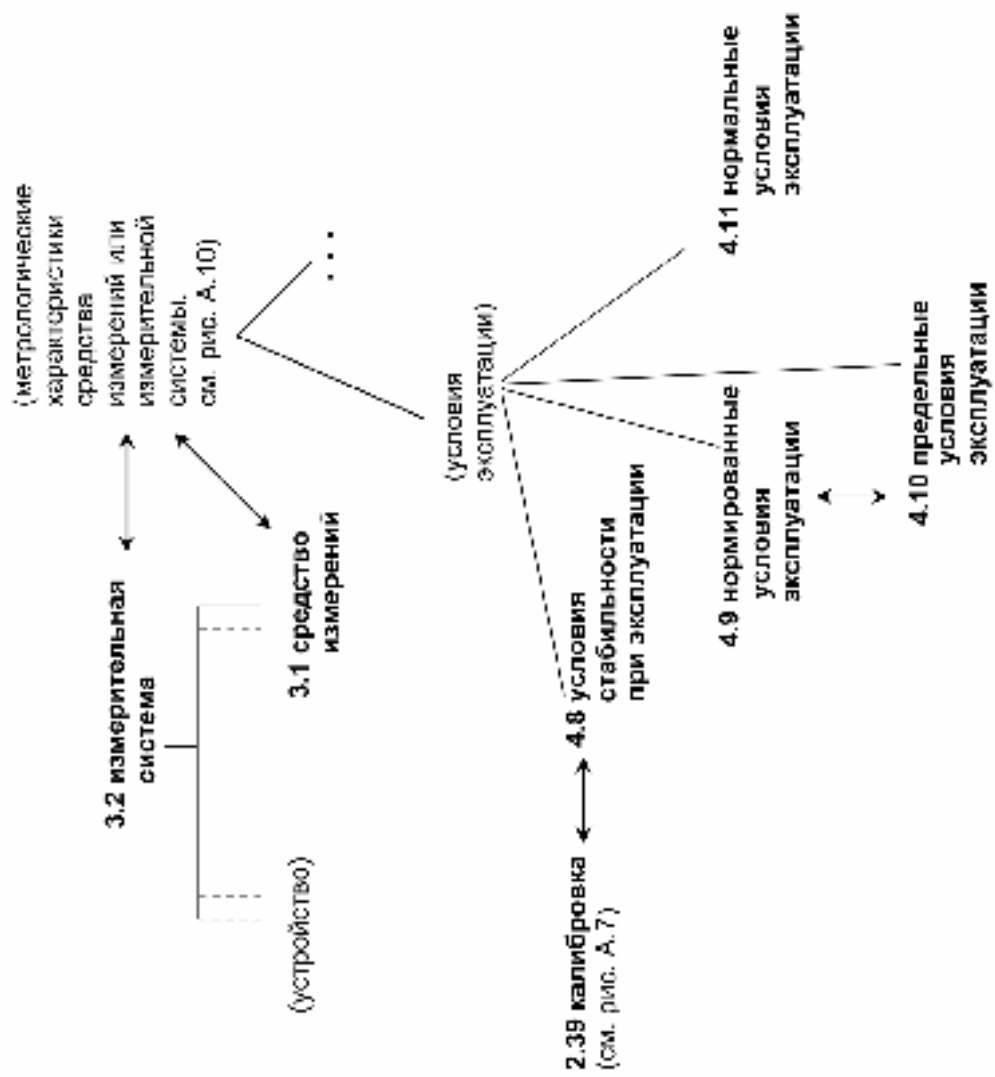 (метрологические
характеристики
средства
измерений или
измерительной
системы.
см. рис. А.10)
3.2 измерительная
система
(устройство)
3.1 средство
измерений
. . .
(условия
эксплуатации)
2.39 калибровка
(см. рис. А.7)
4.8 условия
стабильности
при эксплуатации
4.9 нормированные
условия
эксплуатации
4.10 предельные
условия
эксплуатации
4.11 нормальные
условия
эксплуатации